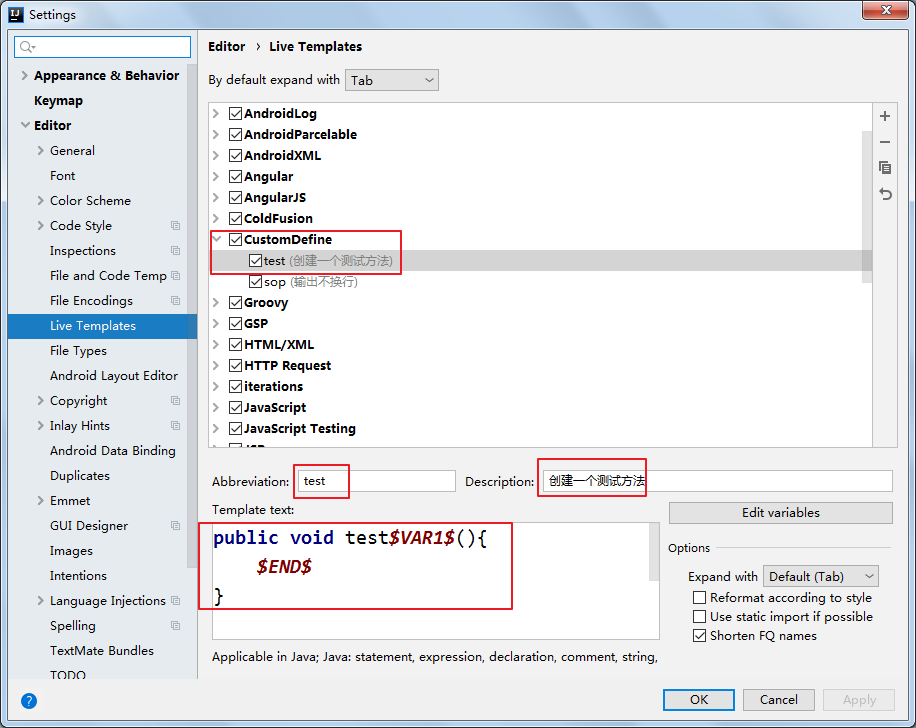 Settings
Appearance & Behavior
Keymap
Editor
General
Font
Color Scheme
Code Style
Inspections
File and Code Temp
File Encodings
Live Templates
File Types
Android Layout Editor
Copyright
Inlay Hints
Android Data Binding
Duplicates
Emmet
GUI Designer
Images
Intentions
Language Injections
Spelling
TextMate Bundles
TODO
Editor › Live Templates
By default expand with Tab
AndroidLog
AndroidParcelable
AndroidXML
Angular
AngularJS
ColdFusion
CustomDefine
test (创建一个测试方法)
sop (输出不换行)
Groovy
GSP
HTML/XML
HTTP Request
iterations
JavaScript
JavaScript Testing
Abbreviation: test Description: 创建一个测试方法
Template text:
public void test$VAR1$(){
$END$
}
Edit variables
Options
Expand with Default (Tab)
Reformat according to style
Use static import if possible
Shorten FQ names
Applicable in Java; Java: statement, expression, declaration, comment, string,
? OK Cancel Apply